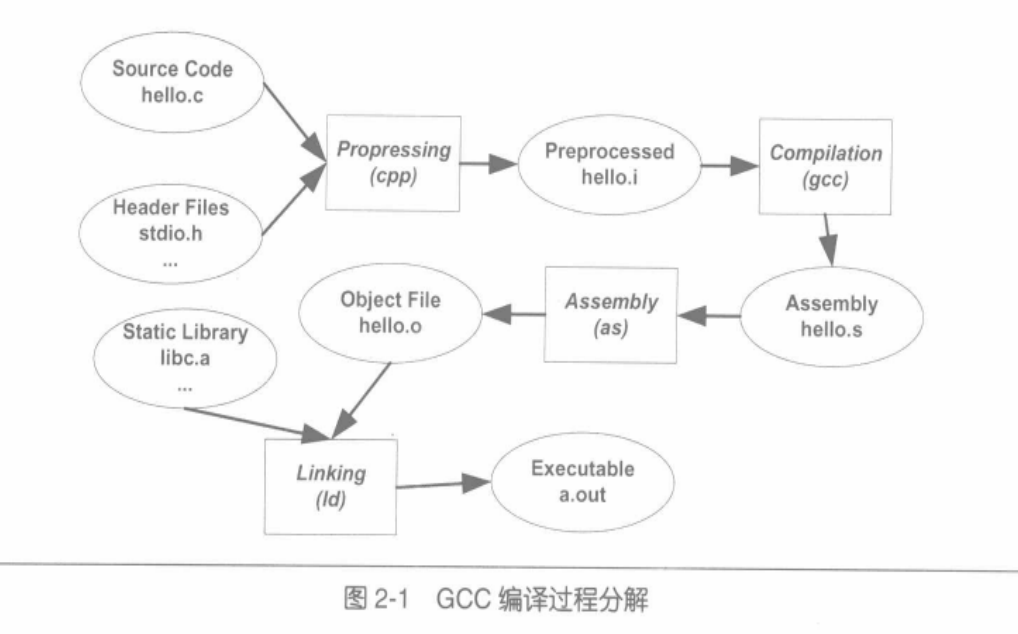 Source Code
hello.c
Propressing
(cpp)
Preprocessed
hello.i
Compilation
(gcc)
Header Files
stdio.h
...
Object File
hello.o
Assembly
(as)
Assembly
hello.s
Static Library
libc.a
...
Linking
(ld)
Executable
a.out
图 2-1 GCC 编译过程分解